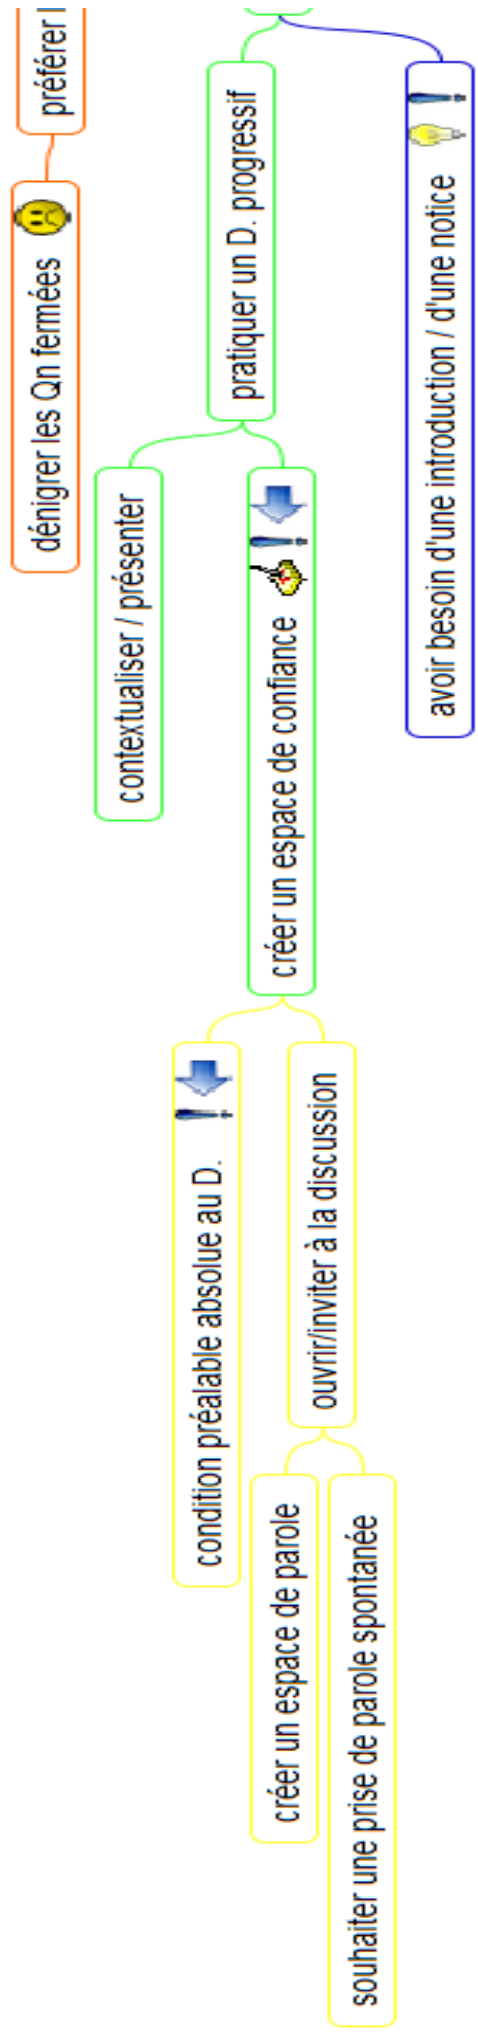 préférer
dénigrer les Qn fermées
pratiquer un D. progressif
contextualiser / présenter
créer un espace de confiance
condition préalable absolue au D.
ouvrir/inviter à la discussion
créer un espace de parole
souhaiter une prise de parole spontanée
avoir besoin d'une introduction / d'une notice